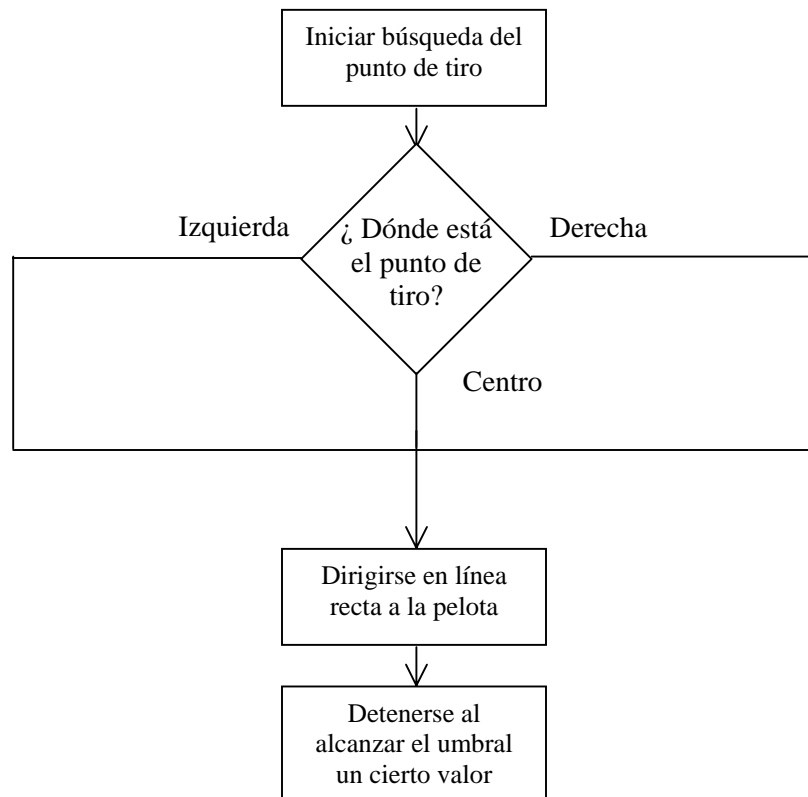 Iniciar búsqueda del
punto de tiro
Izquierda
¿ Dónde está
el punto de
tiro?
Derecha
Centro
Dirigirse en línea
recta a la pelota
Detenerse al
alcanzar el umbral
un cierto valor